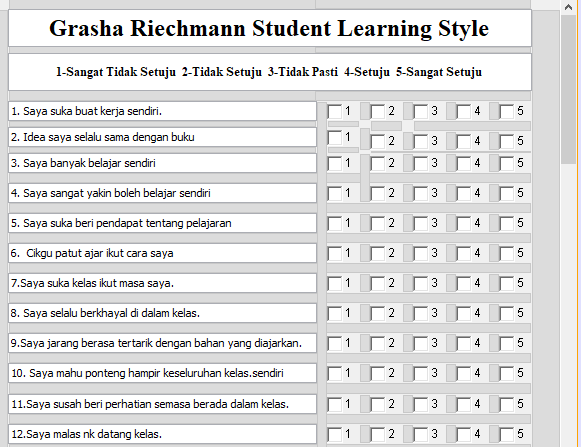 Grasha Riechmann Student Learning Style
1-Sangat Tidak Setuju 2-Tidak Setuju 3-Tidak Pasti 4-Setuju 5-Sangat Setuju
1. Saya suka buat kerja sendiri. 1 2 3 4 5
2. Idea saya selalu sama dengan buku 1 2 3 4 5
3. Saya banyak belajar sendiri 1 2 3 4 5
4. Saya sangat yakin boleh belajar sendiri 1 2 3 4 5
5. Saya suka beri pendapat tentang pelajaran 1 2 3 4 5
6. Cikgu patut ajar ikut cara saya 1 2 3 4 5
7.Saya suka kelas ikut masa saya. 1 2 3 4 5
8. Saya selalu berkhayal di dalam kelas. 1 2 3 4 5
9.Saya jarang berasa tertarik dengan bahan yang diajarkan. 1 2 3 4 5
10. Saya mahu ponteng hampir keseluruhan kelas.sendiri 1 2 3 4 5
11.Saya susah beri perhatian semasa berada dalam kelas. 1 2 3 4 5
12.Saya malas nk datang kelas. 1 2 3 4 5